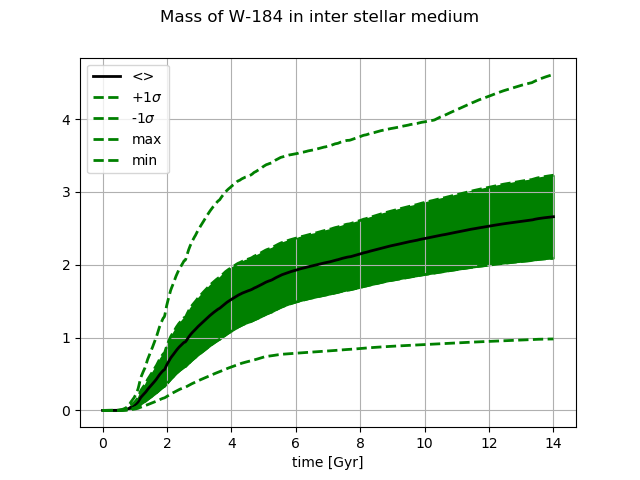 Mass of W-184 in inter stellar medium
<>
+1σ
-1σ
max
min
4
3
2
1
0
0 2 4 6 8 10 12 14
time [Gyr]